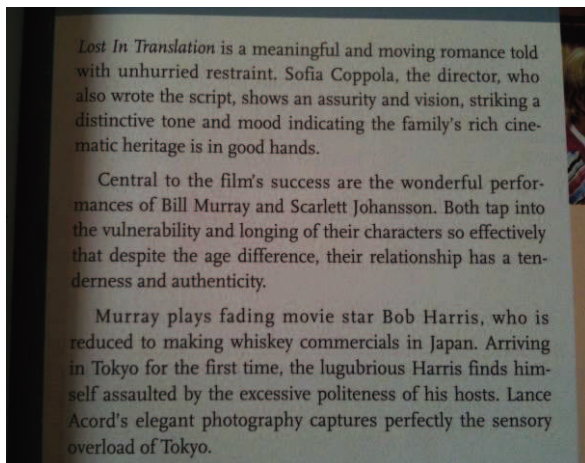 Lost In Translation is a meaningful and moving romance told
with unhurried restraint. Sofia Coppola, the director, who
also wrote the script, shows an assurity and vision, striking a
distinctive tone and mood indicating the family's rich cine-
matic heritage is in good hands.
Central to the film's success are the wonderful perfor-
mances of Bill Murray and Scarlett Johansson. Both tap into
the vulnerability and longing of their characters so effectively
that despite the age difference, their relationship has a ten-
derness and authenticity.
Murray plays fading movie star Bob Harris, who is
reduced to making whiskey commercials in Japan. Arriving
in Tokyo for the first time, the lugubrious Harris finds him-
self assaulted by the excessive politeness of his hosts. Lance
Acord's elegant photography captures perfectly the sensory
overload of Tokyo.